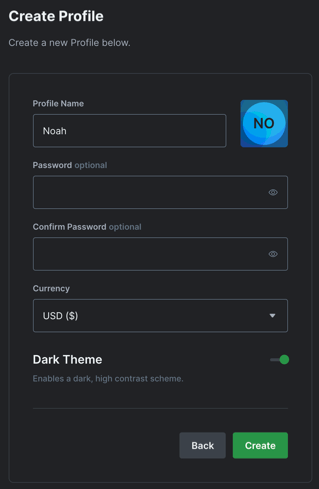 Create Profile
Create a new Profile below.
Profile Name
Noah
NO
Password optional
Confirm Password optional
Currency
USD ($)
Dark Theme
Enables a dark, high contrast scheme.
Back
Create